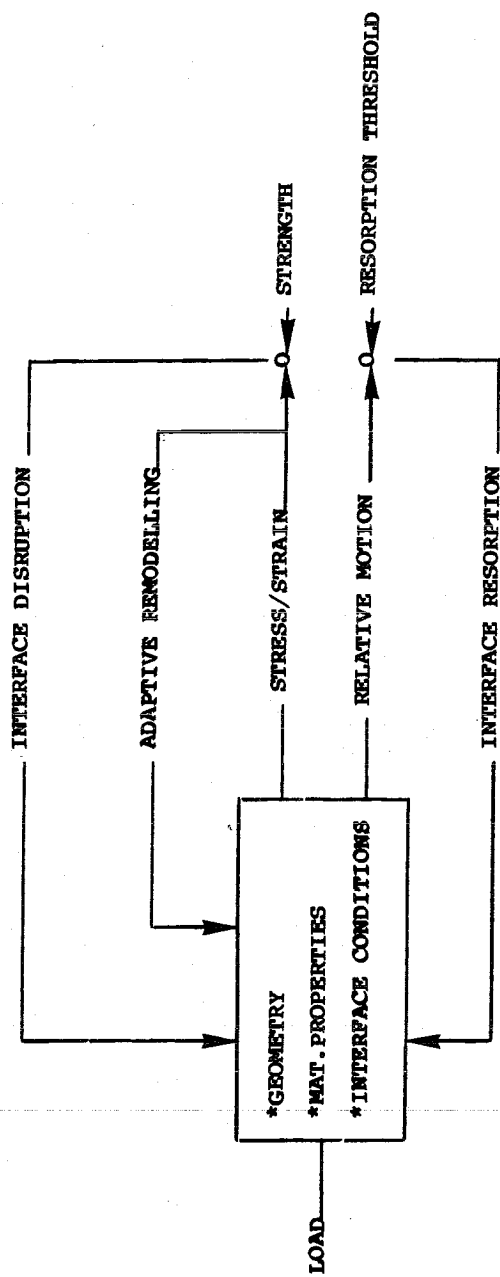 INTERFACE DISRUPTION
ADAPTIVE REMODELLING
STRESS/STRAIN
STRENGTH
RELATIVE MOTION
RESORPTION THRESHOLD
INTERFACE RESORPTION
LOAD
*GEOMETRY
*MAT.PROPERTIES
*INTERFACE CONDITIONS